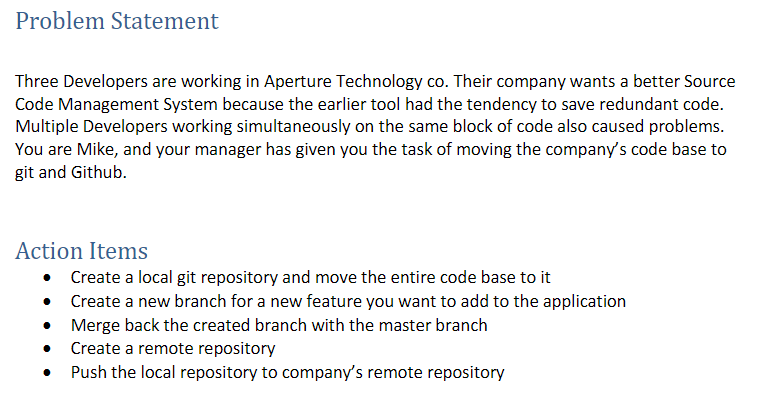 Problem Statement
Three Developers are working in Aperture Technology co. Their company wants a better Source
Code Management System because the earlier tool had the tendency to save redundant code.
Multiple Developers working simultaneously on the same block of code also caused problems.
You are Mike, and your manager has given you the task of moving the company’s code base to
git and Github.
Action Items
• Create a local git repository and move the entire code base to it
• Create a new branch for a new feature you want to add to the application
• Merge back the created branch with the master branch
• Create a remote repository
• Push the local repository to company’s remote repository